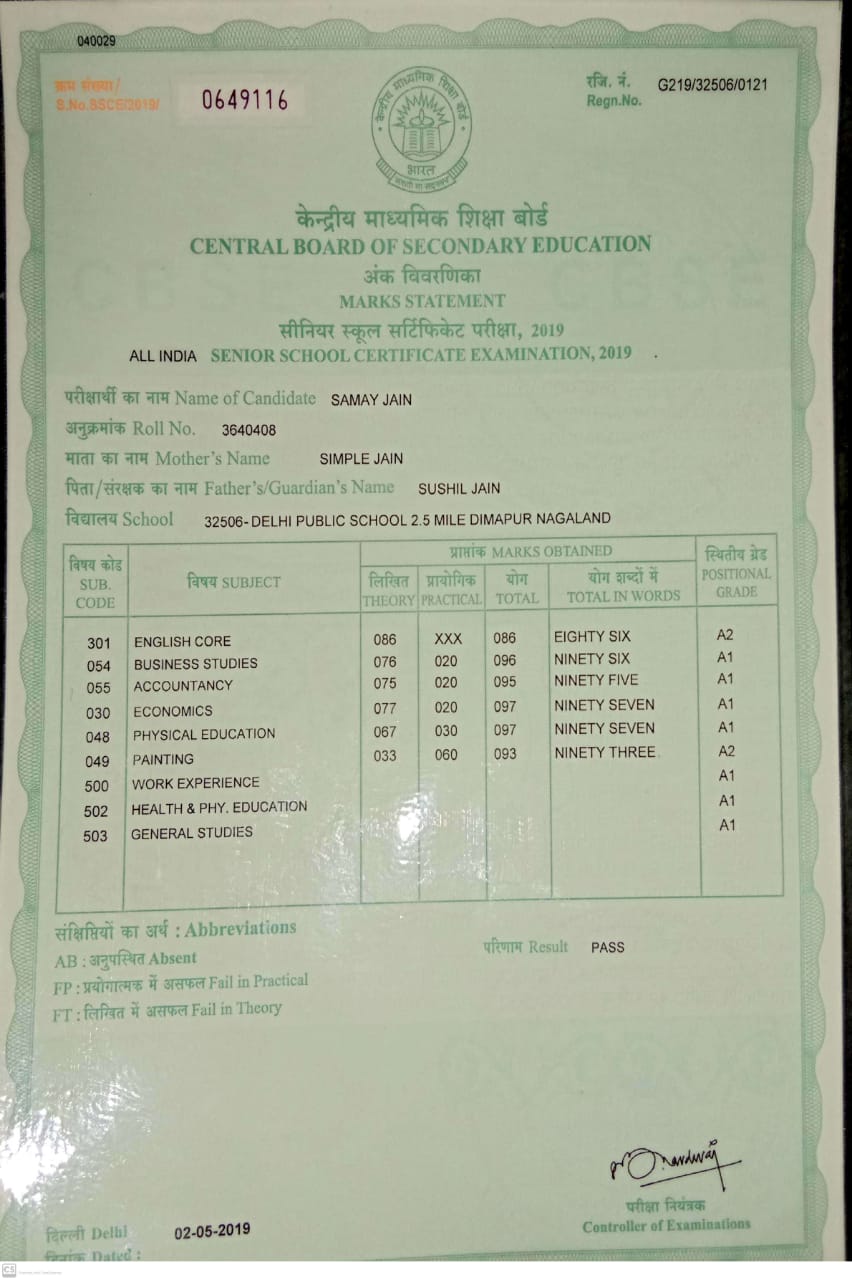 040029
क्रम संख्या/
S.No.SSCE/2019/ 0649116
रजि. नं.
Regn.No. G219/32506/0121
केन्द्रीय माध्यमिक शिक्षा बोर्ड
भारत
केन्द्रीय माध्यमिक शिक्षा बोर्ड
CENTRAL BOARD OF SECONDARY EDUCATION
अंक विवरणिका
MARKS STATEMENT
सीनियर स्कूल सर्टिफिकेट परीक्षा, 2019
ALL INDIA SENIOR SCHOOL CERTIFICATE EXAMINATION, 2019
परीक्षार्थी का नाम Name of Candidate SAMAY JAIN
अनुक्रमांक Roll No. 3640408
माता का नाम Mother's Name SIMPLE JAIN
पिता/संरक्षक का नाम Father's/Guardian's Name SUSHIL JAIN
विद्यालय School 32506- DELHI PUBLIC SCHOOL 2.5 MILE DIMAPUR NAGALAND
विषय कोड SUB. CODE विषय SUBJECT प्राप्तांक MARKS OBTAINED स्थितीय ग्रेड POSITIONAL GRADE
लिखित THEORY प्रायोगिक PRACTICAL योग TOTAL योग शब्दों में TOTAL IN WORDS
301 ENGLISH CORE 086 XXX 086 EIGHTY SIX A2
054 BUSINESS STUDIES 076 020 096 NINETY SIX A1
055 ACCOUNTANCY 075 020 095 NINETY FIVE A1
030 ECONOMICS 077 020 097 NINETY SEVEN A1
048 PHYSICAL EDUCATION 067 030 097 NINETY SEVEN A1
049 PAINTING 033 060 093 NINETY THREE A2
500 WORK EXPERIENCE A1
502 HEALTH & PHY. EDUCATION A1
503 GENERAL STUDIES A1
संक्षिप्तियों का अर्थ : Abbreviations
परिणाम Result PASS
AB : अनुपस्थित Absent
FP : प्रयोगात्मक में असफल Fail in Practical
FT : लिखित में असफल Fail in Theory
परीक्षा नियंत्रक
Controller of Examinations
दिल्ली Delhi 02-05-2019
दिनांक Dated :
CS